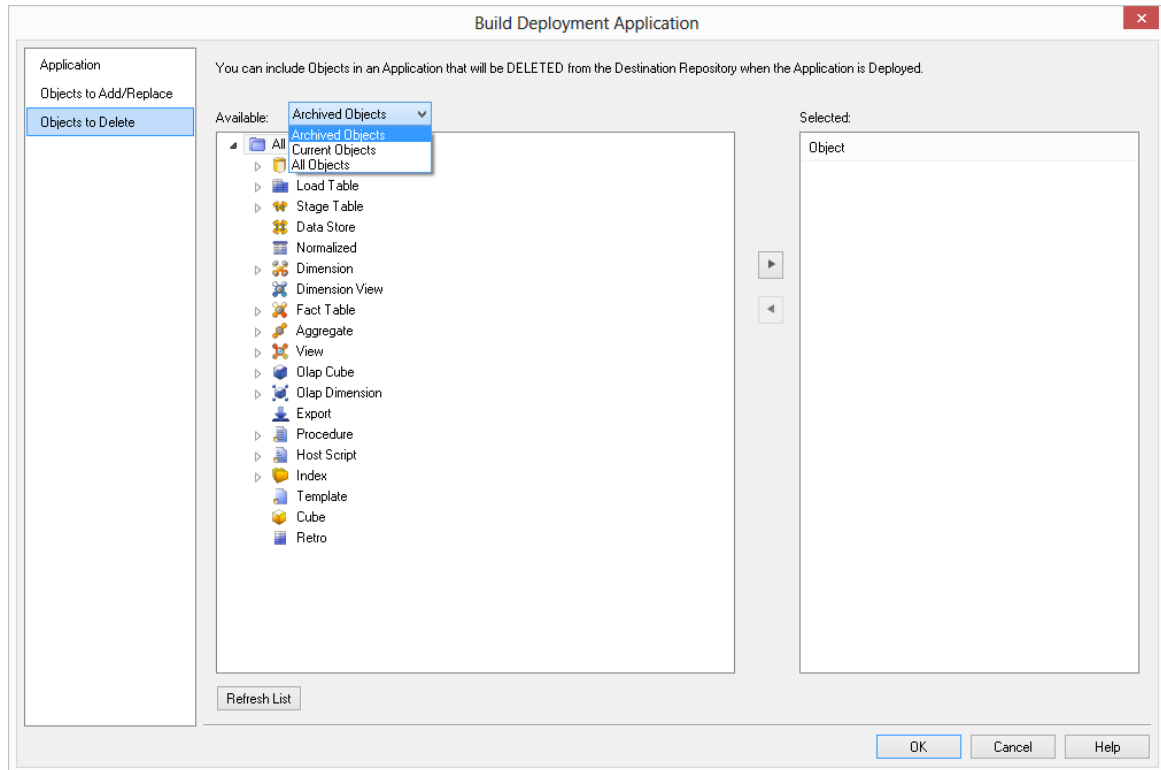 Build Deployment Application
Application
Objects to Add/Replace
Objects to Delete
You can include Objects in an Application that will be DELETED from the Destination Repository when the Application is Deployed.
Available:
Archived Objects
Archived Objects
Current Objects
All Objects
Selected:
All
Load Table
Stage Table
Data Store
Normalized
Dimension
Dimension View
Fact Table
Aggregate
View
Olap Cube
Olap Dimension
Export
Procedure
Host Script
Index
Template
Cube
Retro
Object
Refresh List
OK
Cancel
Help